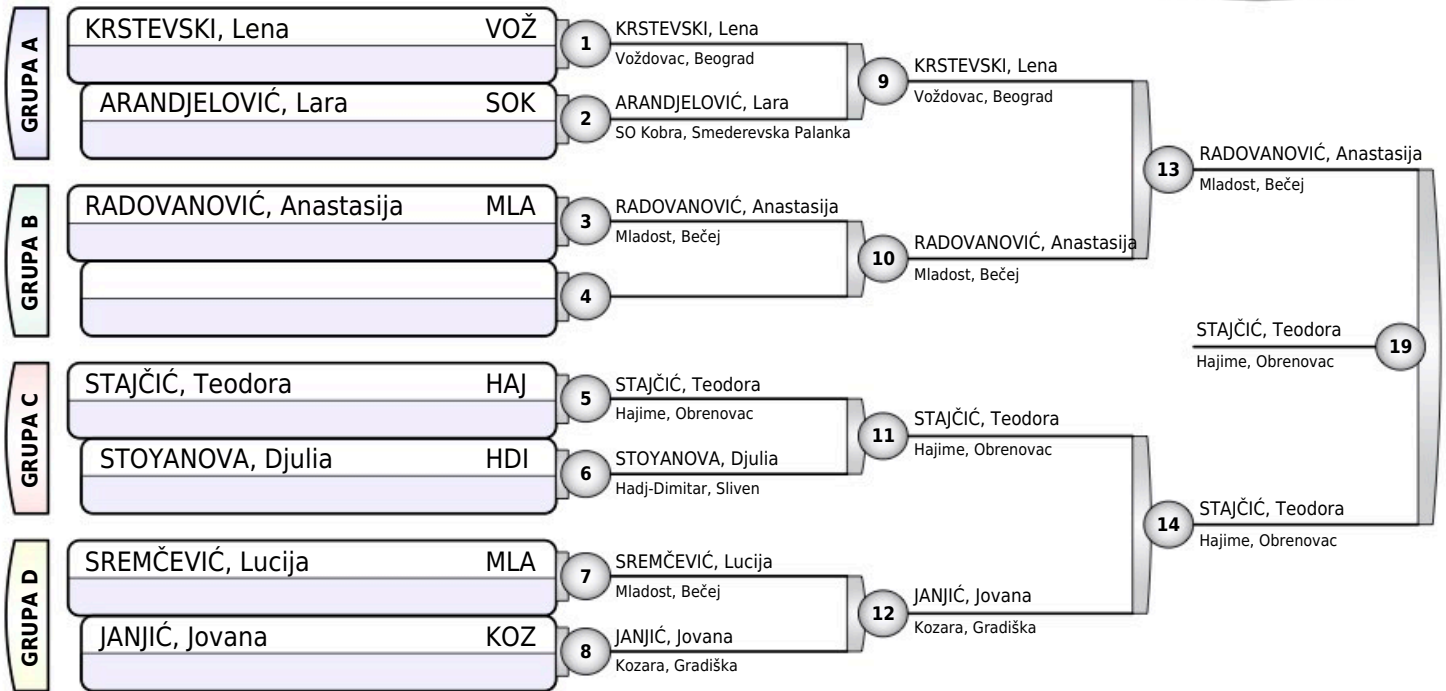 GRUPA A
KRSTEVSKI, Lena VOŽ
ARANDJELOVIĆ, Lara SOK
GRUPA B
RADOVANOVIĆ, Anastasija MLA
GRUPA C
STAJČIĆ, Teodora HAJ
STOYANOVA, Djulia HDI
GRUPA D
SREMČEVIĆ, Lucija MLA
JANJIĆ, Jovana KOZ
1
KRSTEVSKI, Lena
Voždovac, Beograd
2
ARANDJELOVIĆ, Lara
SO Kobra, Smederevska Palanka
3
RADOVANOVIĆ, Anastasija
Mladost, Bečej
4
5
STAJČIĆ, Teodora
Hajime, Obrenovac
6
STOYANOVA, Djulia
Hadj-Dimitar, Sliven
7
SREMČEVIĆ, Lucija
Mladost, Bečej
8
JANJIĆ, Jovana
Kozara, Gradiška
9
KRSTEVSKI, Lena
Voždovac, Beograd
10
RADOVANOVIĆ, Anastasija
Mladost, Bečej
11
STAJČIĆ, Teodora
Hajime, Obrenovac
12
JANJIĆ, Jovana
Kozara, Gradiška
13
RADOVANOVIĆ, Anastasija
Mladost, Bečej
14
STAJČIĆ, Teodora
Hajime, Obrenovac
STAJČIĆ, Teodora
Hajime, Obrenovac
19